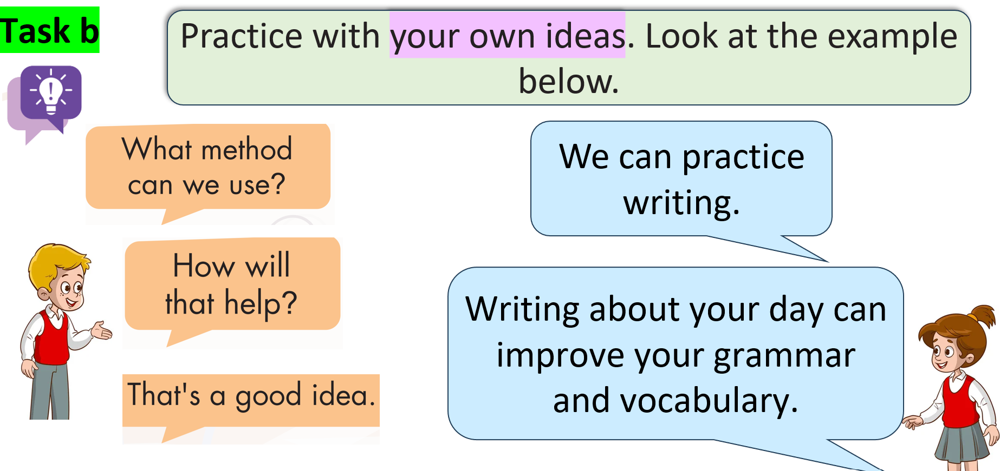 Task b
Practice with your own ideas. Look at the example
below.
What method
can we use?
We can practice
writing.
How will
that help?
Writing about your day can
improve your grammar
and vocabulary.
That's a good idea.